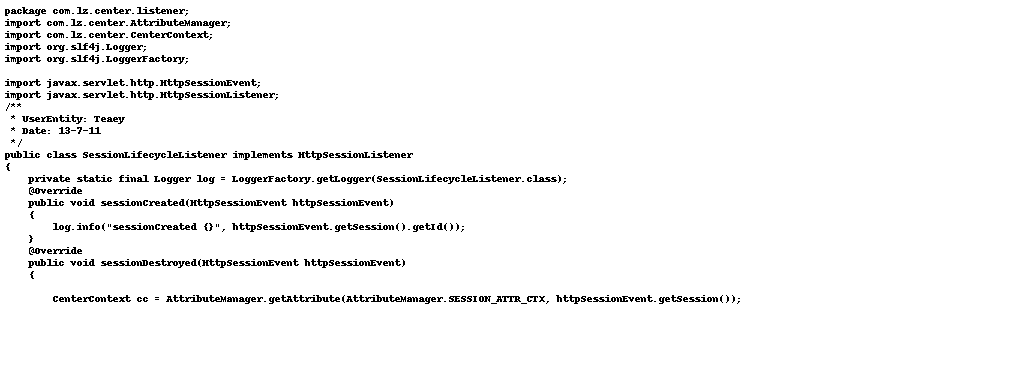 package com.lz.center.listener;
import com.lz.center.AttributeManager;
import com.lz.center.CenterContext;
import org.slf4j.Logger;
import org.slf4j.LoggerFactory;

import javax.servlet.http.HttpSessionEvent;
import javax.servlet.http.HttpSessionListener;
/**
 * UserEntity: Teaey
 * Date: 13-7-11
 */
public class SessionLifecycleListener implements HttpSessionListener
{
    private static final Logger log = LoggerFactory.getLogger(SessionLifecycleListener.class);
    @Override
    public void sessionCreated(HttpSessionEvent httpSessionEvent)
    {
        log.info("sessionCreated {}", httpSessionEvent.getSession().getId());
    }
    @Override
    public void sessionDestroyed(HttpSessionEvent httpSessionEvent)
    {

        CenterContext cc = AttributeManager.getAttribute(AttributeManager.SESSION_ATTR_CTX, httpSessionEvent.getSession());